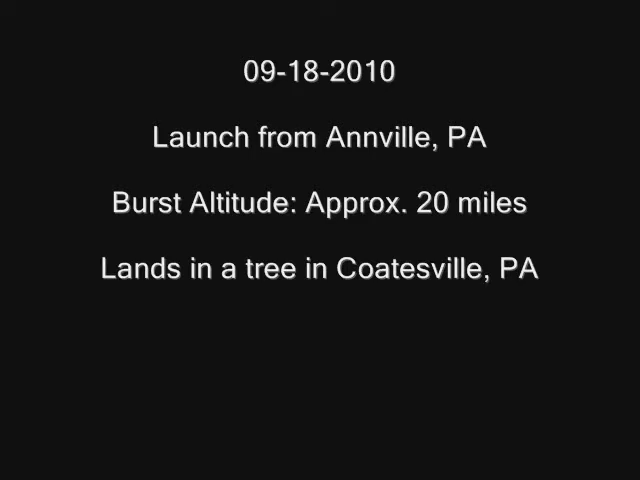 09-18-2010
Launch from Annville, PA
Burst Altitude: Approx. 20 miles
Lands in a tree in Coatesville, PA